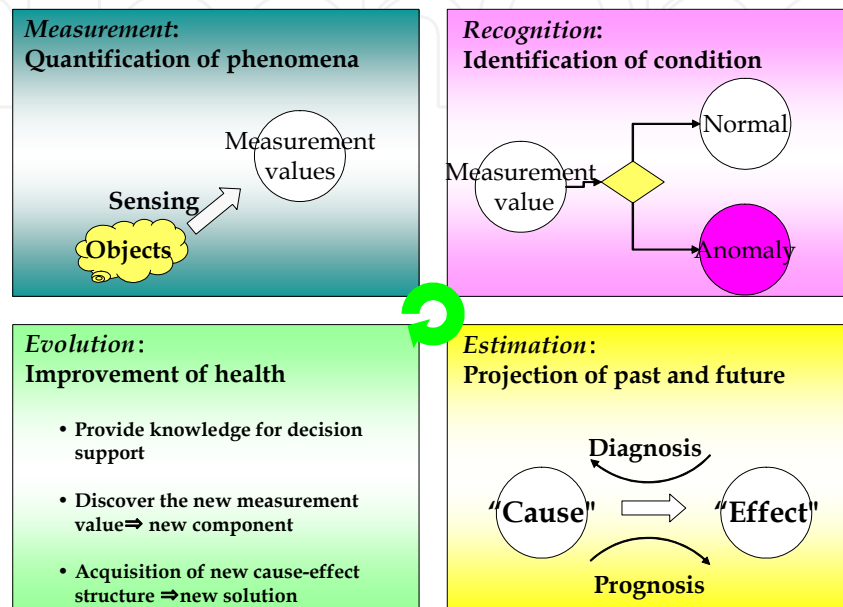 Measurement:
Quantification of phenomena
Measurement
values
Sensing
Objects
Recognition:
Identification of condition
Measurement
value
Normal
Anomaly
Evolution:
Improvement of health
• Provide knowledge for decision
support
• Discover the new measurement
value⇒ new component
• Acquisition of new cause-effect
structure ⇒new solution
Estimation:
Projection of past and future
Diagnosis
“Cause"
“Effect"
Prognosis